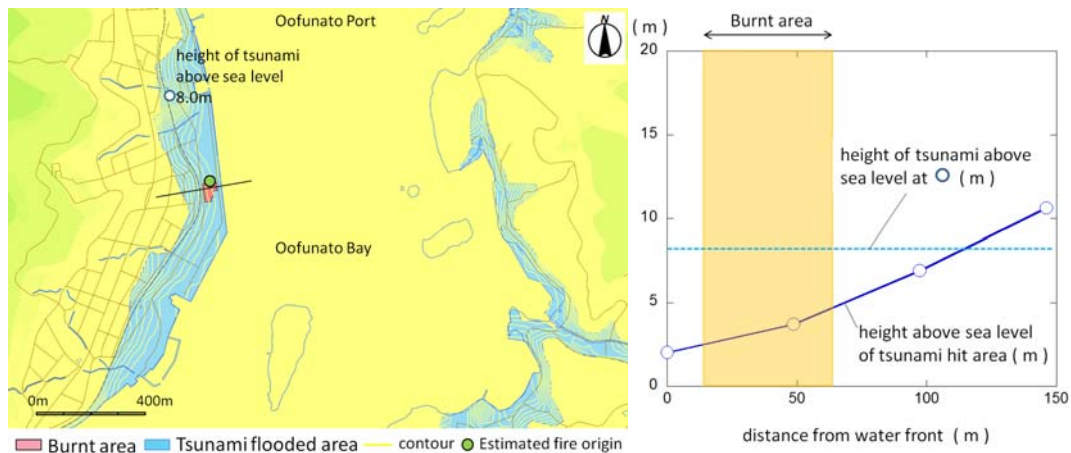 Oofunato Port
N
height of tsunami
above sea level
8.0m
Oofunato Bay
0m 400m
Burnt area Tsunami flooded area contour Estimated fire origin
Burnt area
( m )
20
15
10
5
0
height of tsunami above
sea level at ( m )
height above sea level
of tsunami hit area ( m )
0 50 100 150
distance from water front ( m )